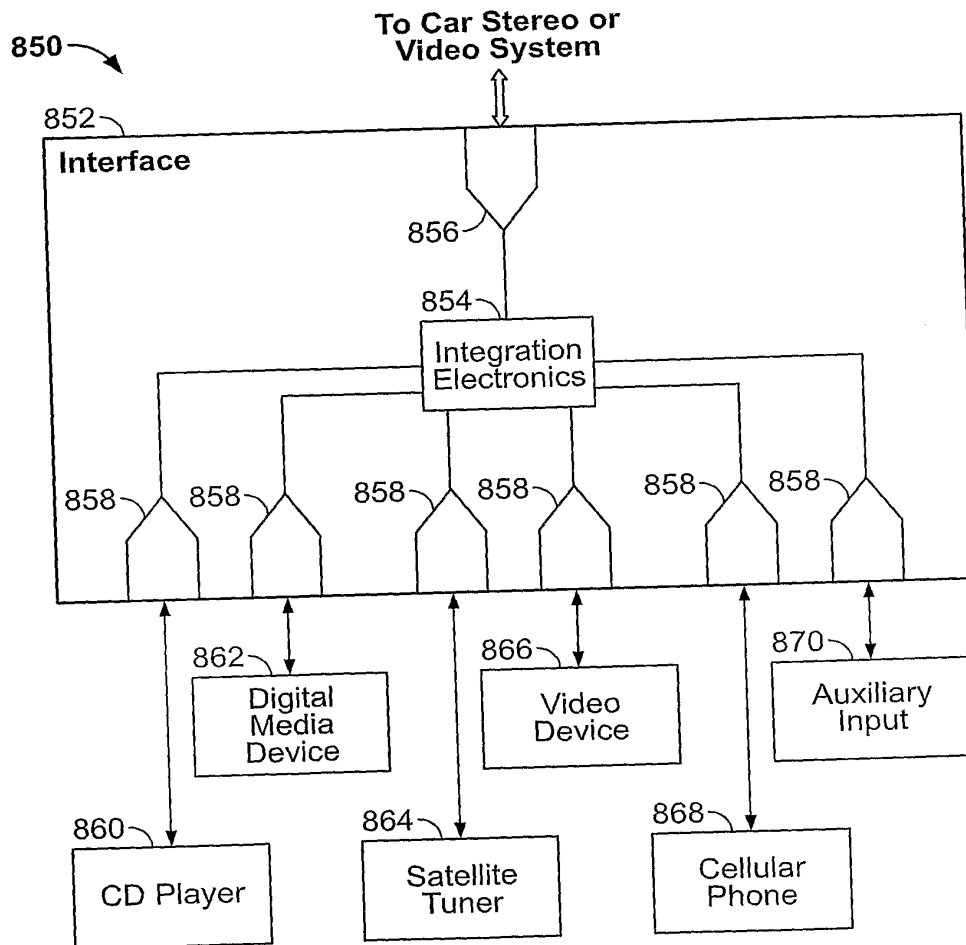 To Car Stereo or
Video System
850
852
Interface
856
854
Integration
Electronics
858
858
858
858
858
858
862
Digital
Media
Device
866
Video
Device
870
Auxiliary
Input
860
CD Player
864
Satellite
Tuner
868
Cellular
Phone